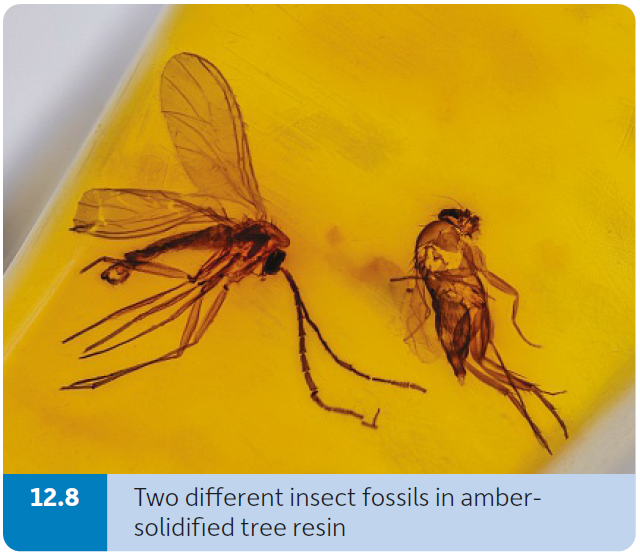 12.8
Two different insect fossils in amber-
solidified tree resin